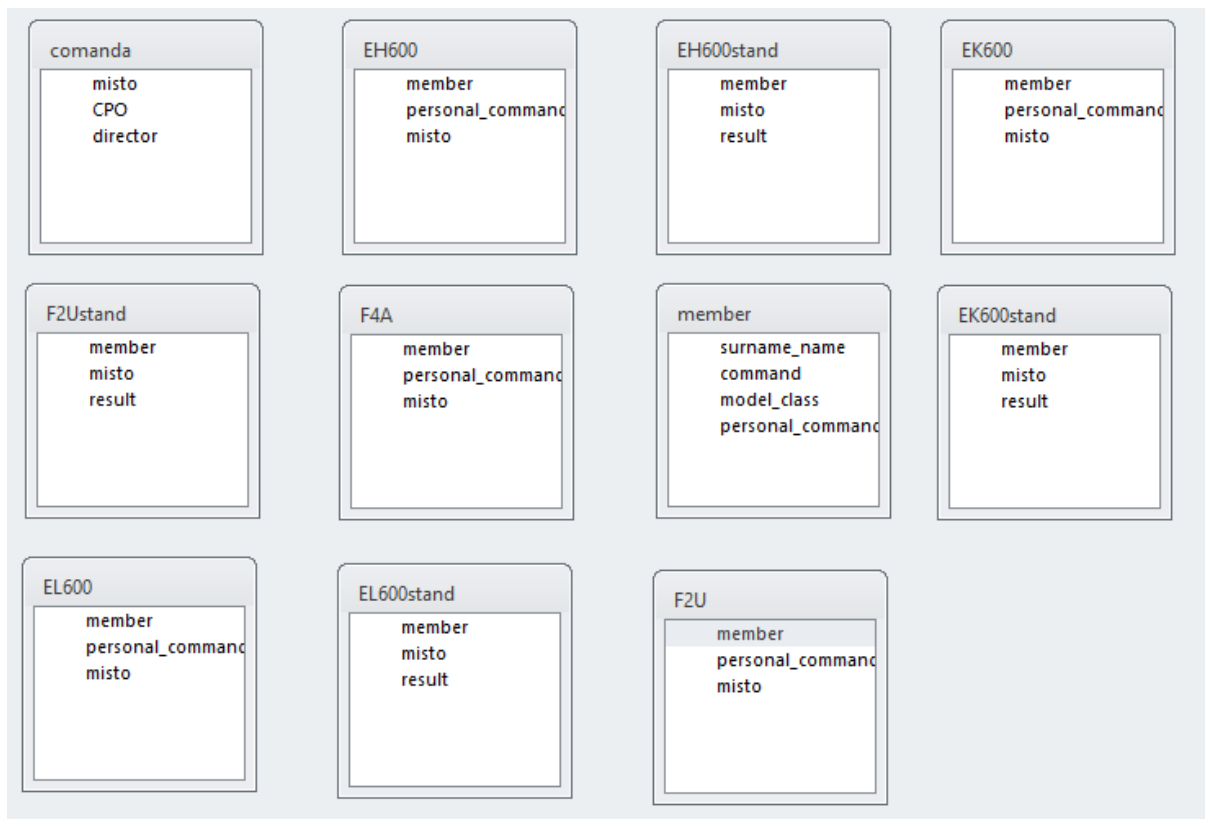 comanda
misto
CPO
director
EH600
member
personal_command
misto
EH600stand
member
misto
result
EK600
member
personal_command
misto
F2Ustand
member
misto
result
F4A
member
personal_command
misto
member
surname_name
command
model_class
personal_command
EK600stand
member
misto
result
EL600
member
personal_command
misto
EL600stand
member
misto
result
F2U
member
personal_command
misto